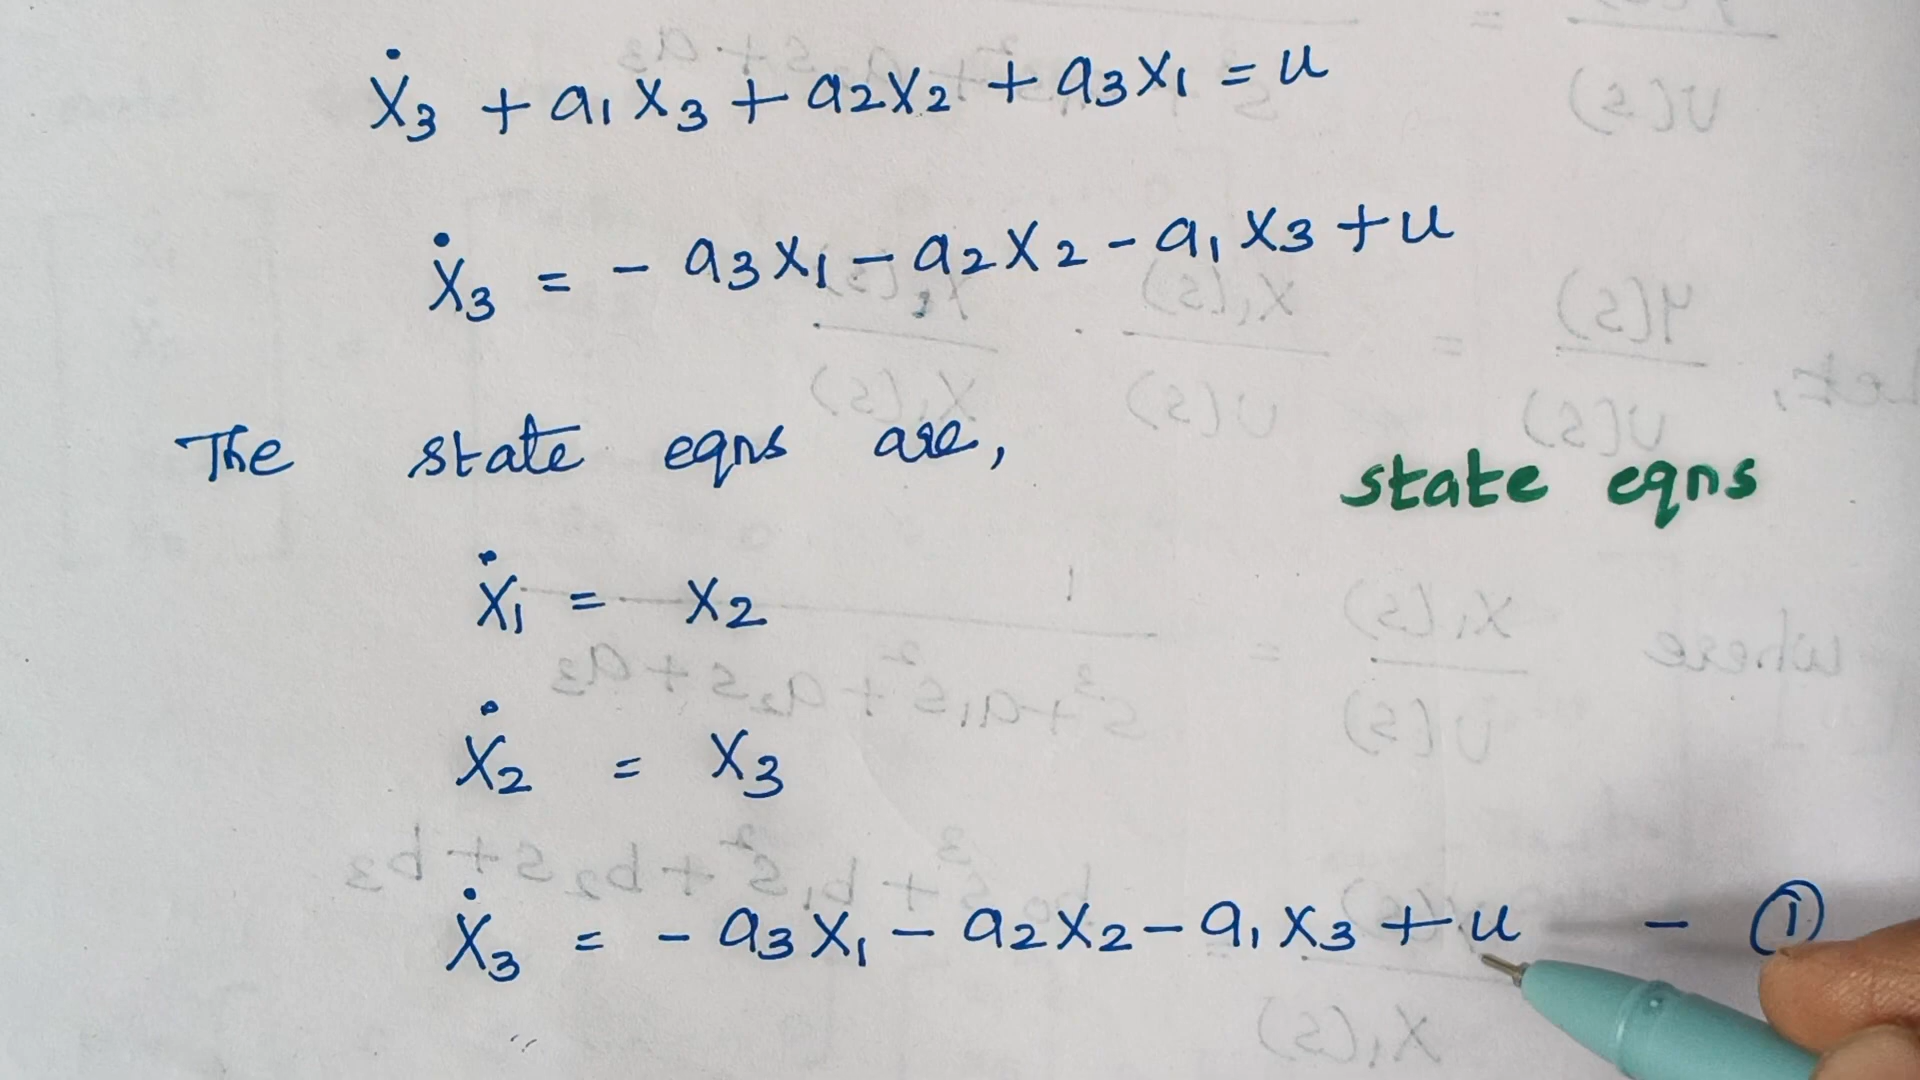 ẋ₃ + a₁x₃ + a₂x₂ + a₃x₁ = u
ẋ₃ = - a₃x₁ - a₂x₂ - a₁x₃ + u
The state eqns are,
state eqns
ẋ₁ = x₂
ẋ₂ = x₃
ẋ₃ = - a₃x₁ - a₂x₂ - a₁x₃ + u - ①